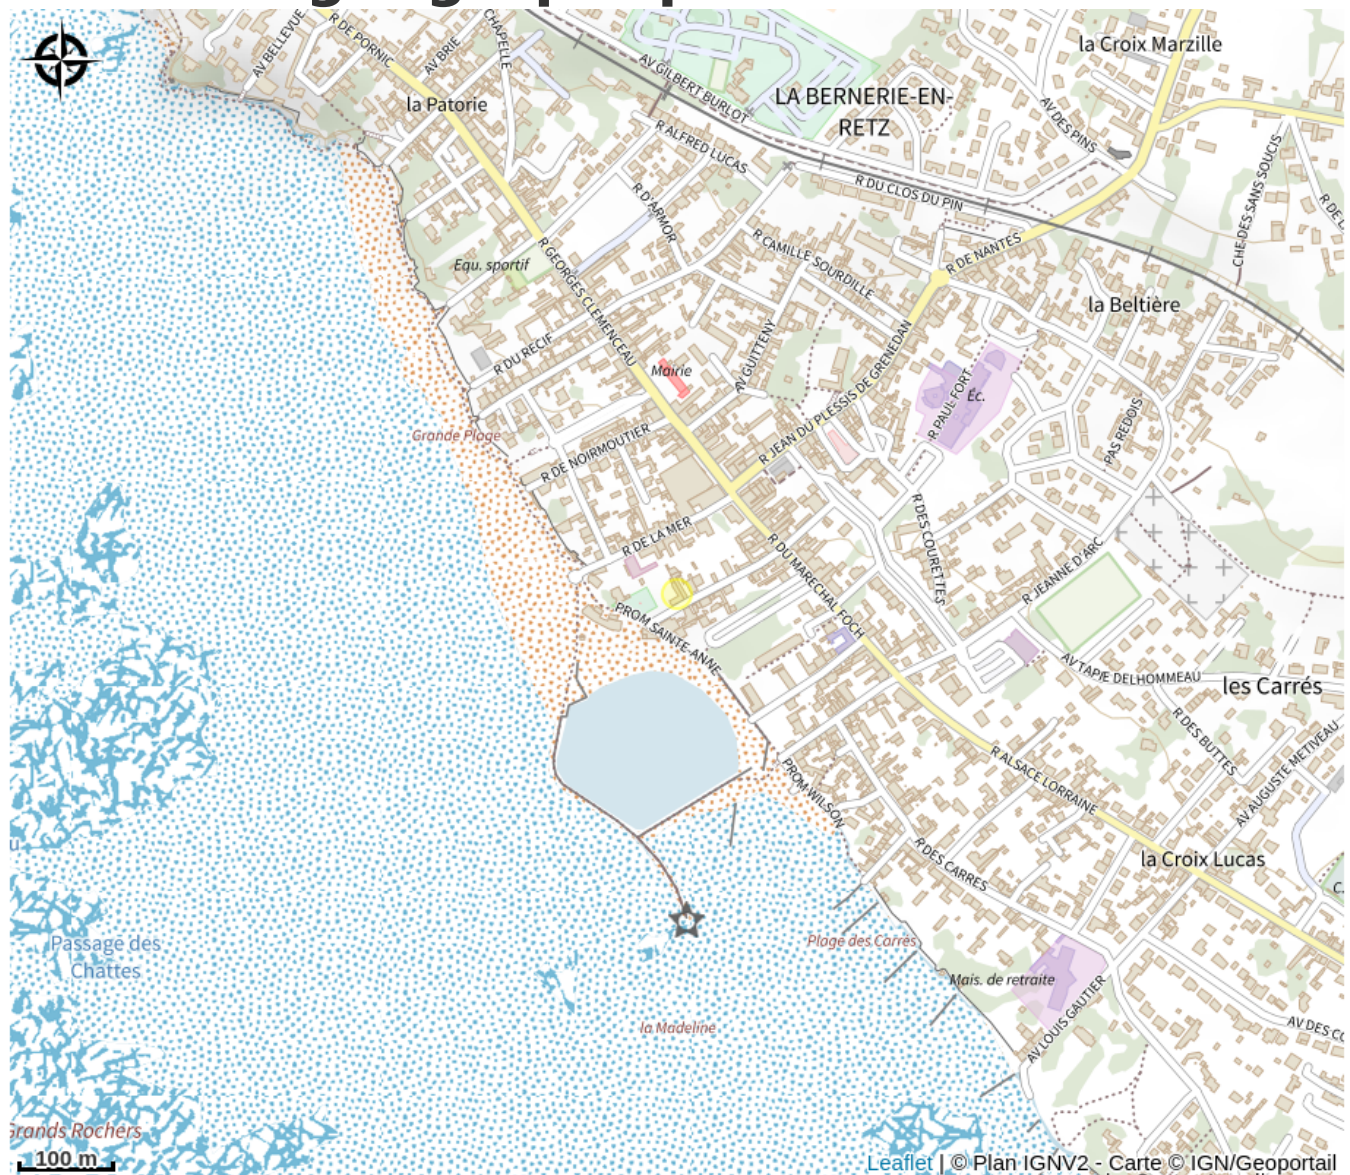 AV BELLEVUE
R DE PORNIC
AV BRIE
CHAPELLE
la Patorie
AV GILBERT BURLOT
LA BERNERIE-EN-
RETZ
la Croix Marzille
AV DES PINS
R ALFRED LUCAS
R DU CLOS DU PIN
CHE DES SANS SOUCIS
R DE L
R D'ARMOR
R CAMILLE SOURDILLE
R DE NANTES
Equ. sportif
R GEORGES CLEMENCEAU
la Beltière
R DU RECIF
Mairie
AV GUITTENY
R JEAN DU PLESSIS DE GRENEDAN
R PAUL FORT
Éc.
PAS REDOIS
Grande Plage
R DE NOIRMOUTIER
R DE LA MER
R DU MARECHAL FOCH
R DES COURETTES
R JEANNE D'ARC
PROM SAINTE-ANNE
AV TAPIE DELHOMMEAU
les Carrés
R DES BUTTES
AV AUGUSTE METIVEAU
PROM WILSON
R ALSACE LORRAINE
R DES CARRES
la Croix Lucas
C.
u
Passage des
Chattes
Plage des Carrés
Mais. de retraite
AV LOUIS GAUTIER
la Madeline
AV DES CO
Grands Rochers
100 m
Leaflet | © Plan IGNV2 - Carte © IGN/Geoportail